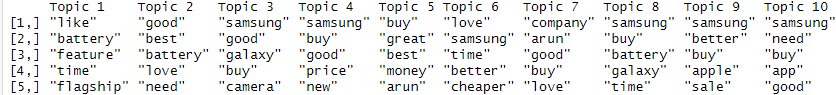 Topic 1 Topic 2 Topic 3 Topic 4 Topic 5 Topic 6 Topic 7 Topic 8 Topic 9 Topic 10
[1,] "like" "good" "samsung" "samsung" "buy" "love" "company" "samsung" "samsung" "samsung"
[2,] "battery" "best" "good" "buy" "great" "samsung" "arun" "buy" "better" "need"
[3,] "feature" "battery" "galaxy" "good" "best" "time" "good" "battery" "buy" "buy"
[4,] "time" "love" "buy" "price" "money" "better" "buy" "galaxy" "apple" "app"
[5,] "flagship" "need" "camera" "new" "arun" "cheaper" "love" "time" "sale" "good"